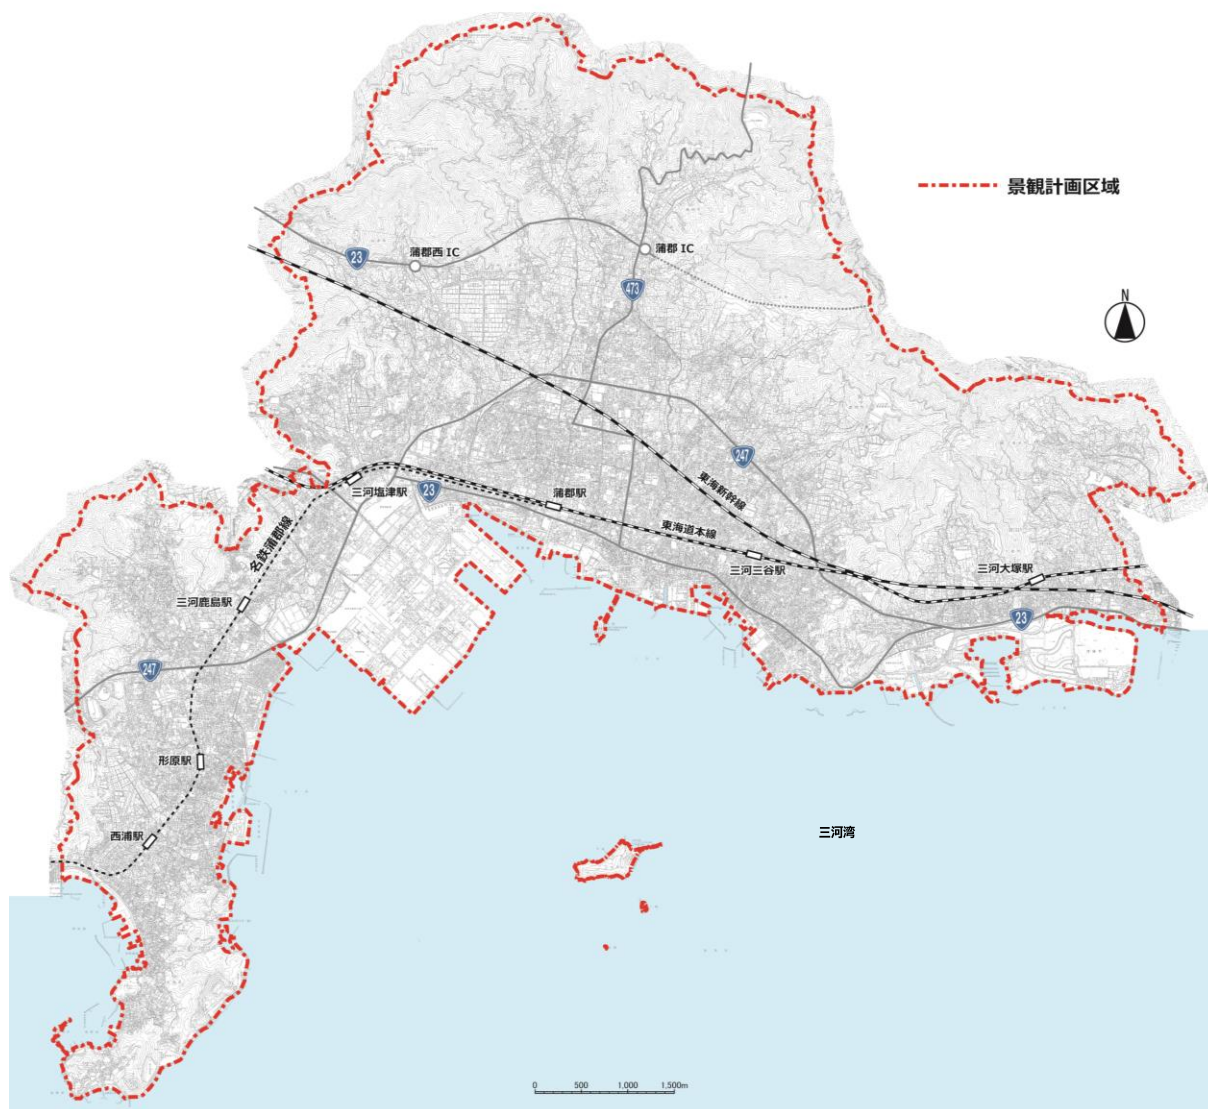 景観計画区域
N
蒲郡西 IC
蒲郡 IC
23
473
247
東海新幹線
三河塩津駅
23
蒲郡駅
東海道本線
三河三谷駅
三河大塚駅
名鉄蒲郡線
三河鹿島駅
23
247
形原駅
西浦駅
三河湾
0 500 1,000 1,500m